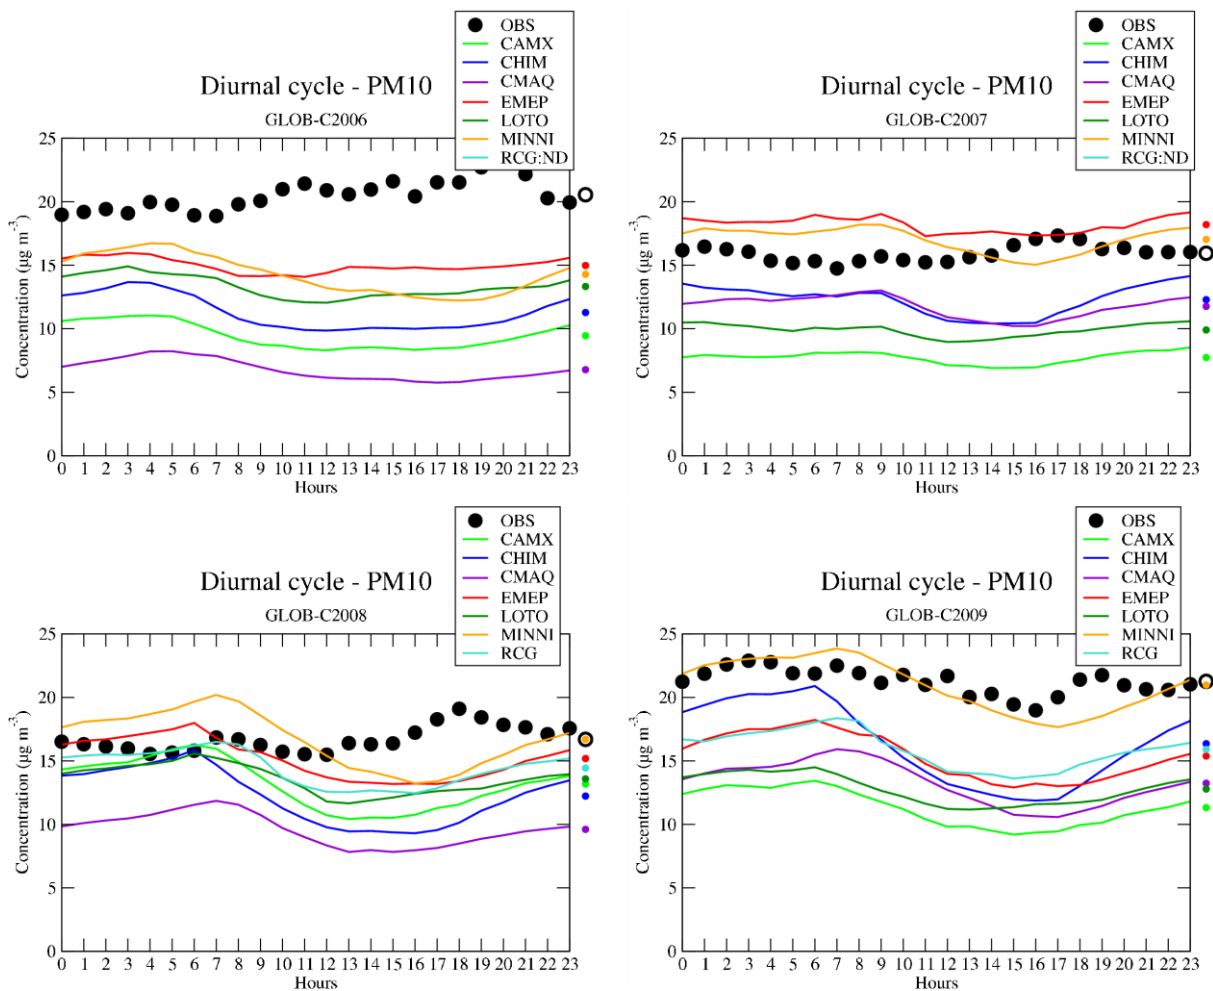 OBS
CAMX
CHIM
CMAQ
EMEP
LOTO
MINNI
RCG:ND
Diurnal cycle - PM10
GLOB-C2006
Concentration (µg m⁻³)
25
20
15
10
5
0
0 1 2 3 4 5 6 7 8 9 10 11 12 13 14 15 16 17 18 19 20 21 22 23
Hours
OBS
CAMX
CHIM
CMAQ
EMEP
LOTO
MINNI
RCG:ND
Diurnal cycle - PM10
GLOB-C2007
Concentration (µg m⁻³)
25
20
15
10
5
0
0 1 2 3 4 5 6 7 8 9 10 11 12 13 14 15 16 17 18 19 20 21 22 23
Hours
OBS
CAMX
CHIM
CMAQ
EMEP
LOTO
MINNI
RCG
Diurnal cycle - PM10
GLOB-C2008
Concentration (µg m⁻³)
25
20
15
10
5
0
0 1 2 3 4 5 6 7 8 9 10 11 12 13 14 15 16 17 18 19 20 21 22 23
Hours
OBS
CAMX
CHIM
CMAQ
EMEP
LOTO
MINNI
RCG
Diurnal cycle - PM10
GLOB-C2009
Concentration (µg m⁻³)
25
20
15
10
5
0
0 1 2 3 4 5 6 7 8 9 10 11 12 13 14 15 16 17 18 19 20 21 22 23
Hours